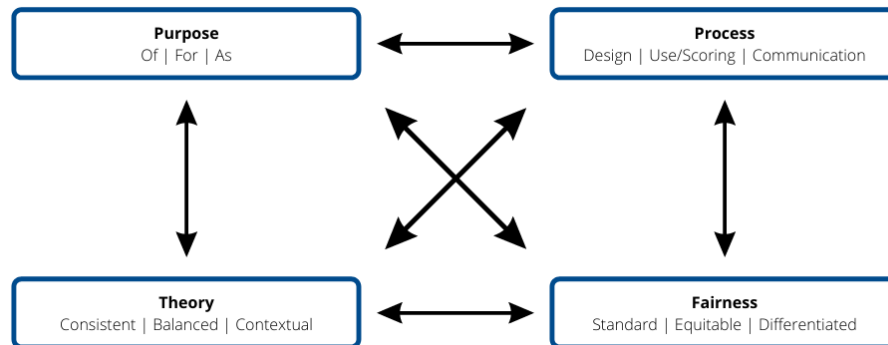 Purpose
Of | For | As
Process
Design | Use/Scoring | Communication
Theory
Consistent | Balanced | Contextual
Fairness
Standard | Equitable | Differentiated